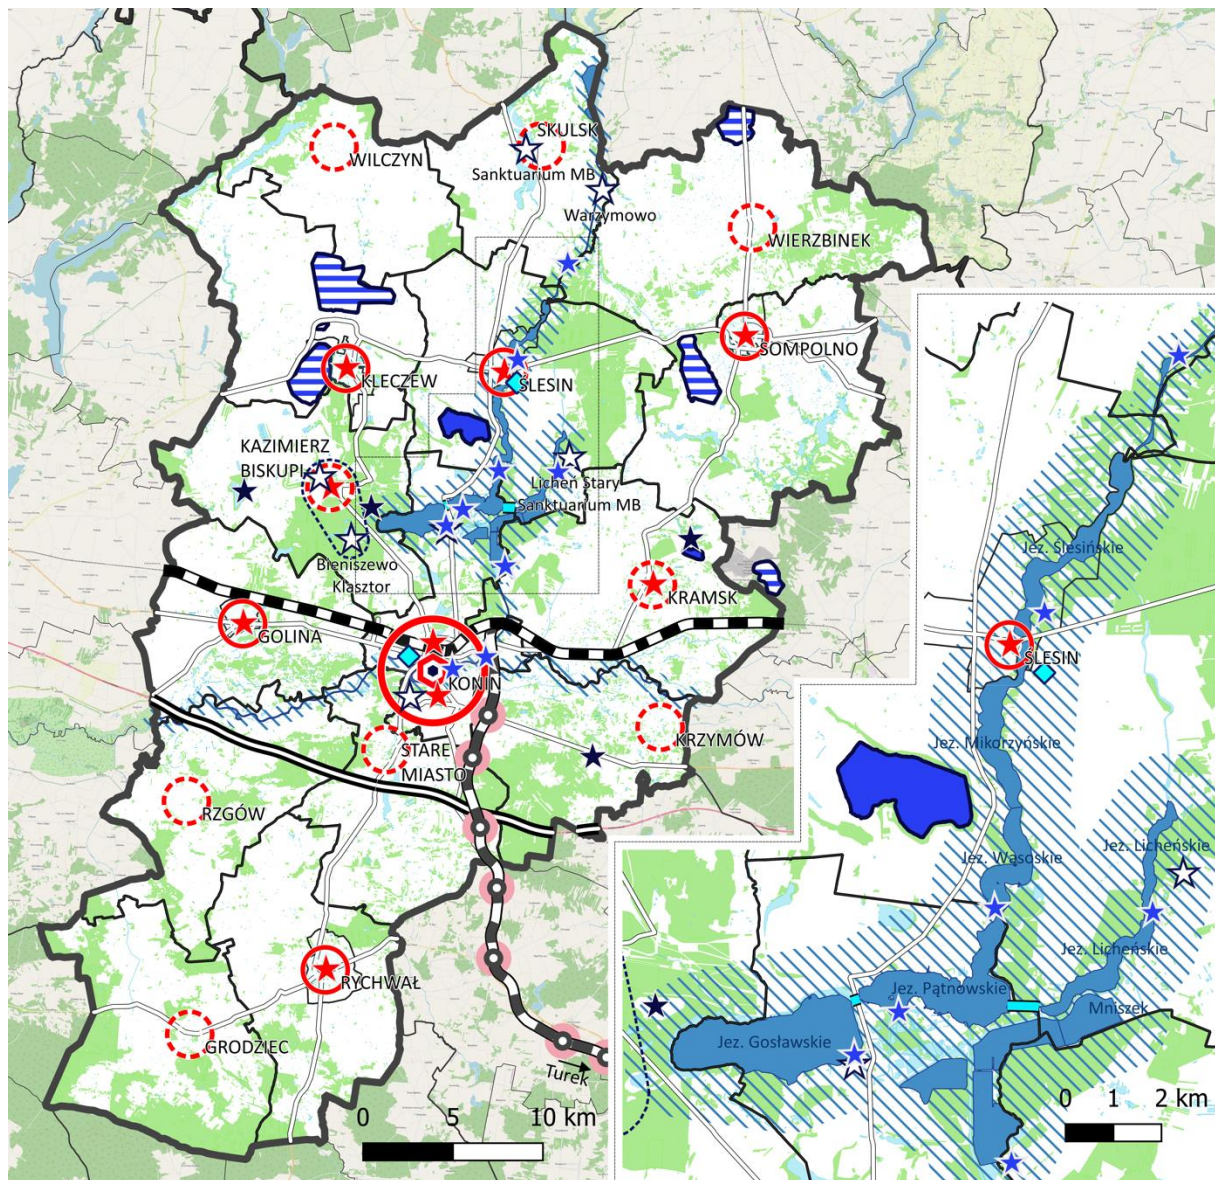 SKULSK
WILCZYN
Sanktuarium MB
Warzymowo
WIERZBINEK
SOMPOLNO
KLECZEW
ŚLESIN
KAZIMIERZ
BISKUPI
Licheń Stary
Sanktuarium MB
Bieniszewo
Klasztor
KRAMSK
GOLINA
KONIN
KRZYMÓW
STARE
MIASTO
RZGÓW
RYCHWAŁ
GRODZIEC
Turek
0 5 10 km
Jez. Ślesińskie
ŚLESIN
Jez. Mikorzyńskie
Jez. Wąsoskie
Jez. Licheńskie
Jez. Licheńskie
Jez. Pątnowskie
Mniszek
Jez. Gosławskie
0 1 2 km